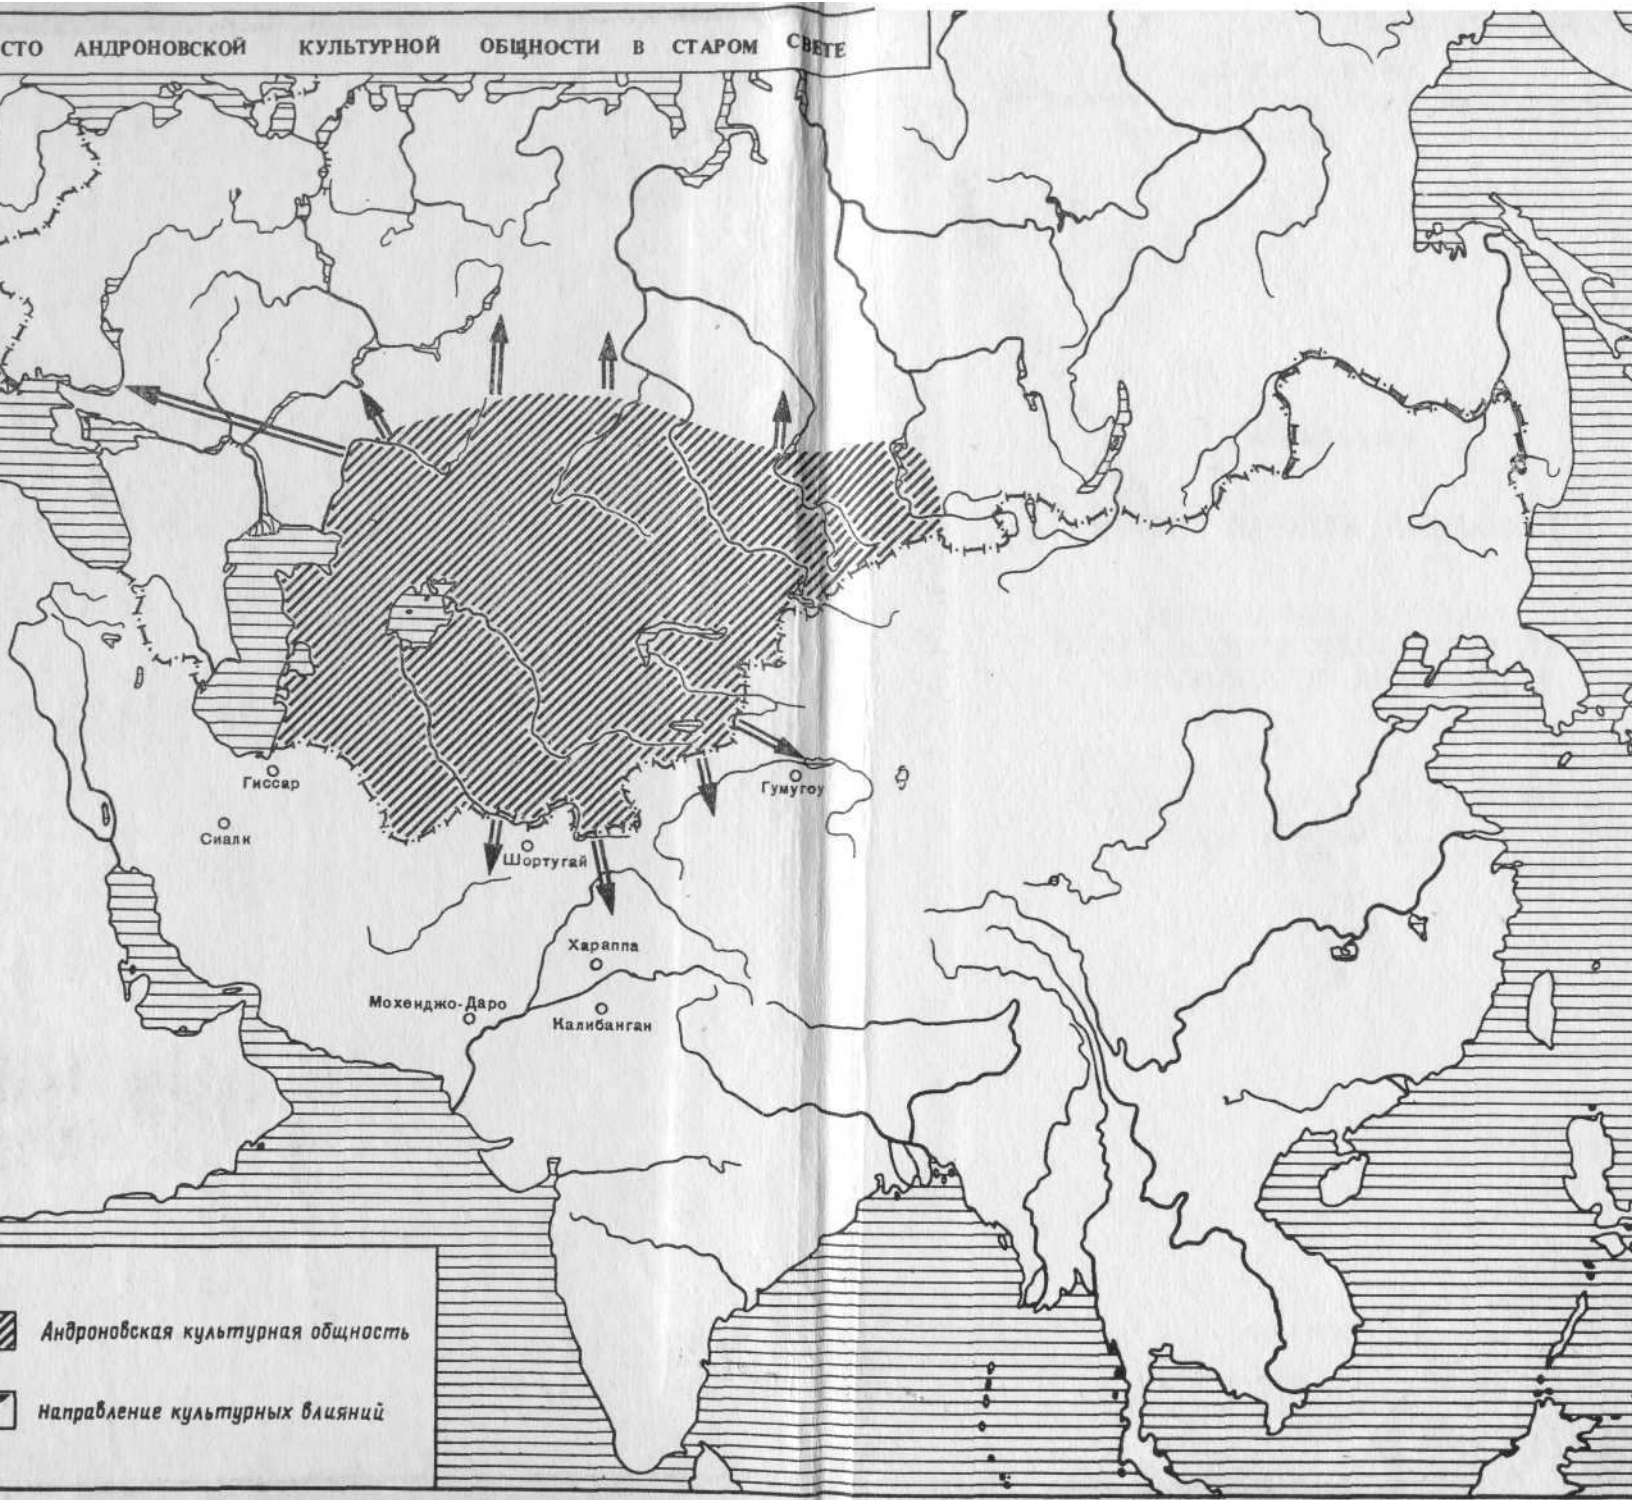 СТО АНДРОНОВСКОЙ КУЛЬТУРНОЙ ОБЩНОСТИ В СТАРОМ СВЕТЕ
Гиссар
Гумугоу
Сиалк
Шортугай
Хараппа
Мохенджо-Даро
Калибанган
Андроновская культурная общность
Направление культурных влияний